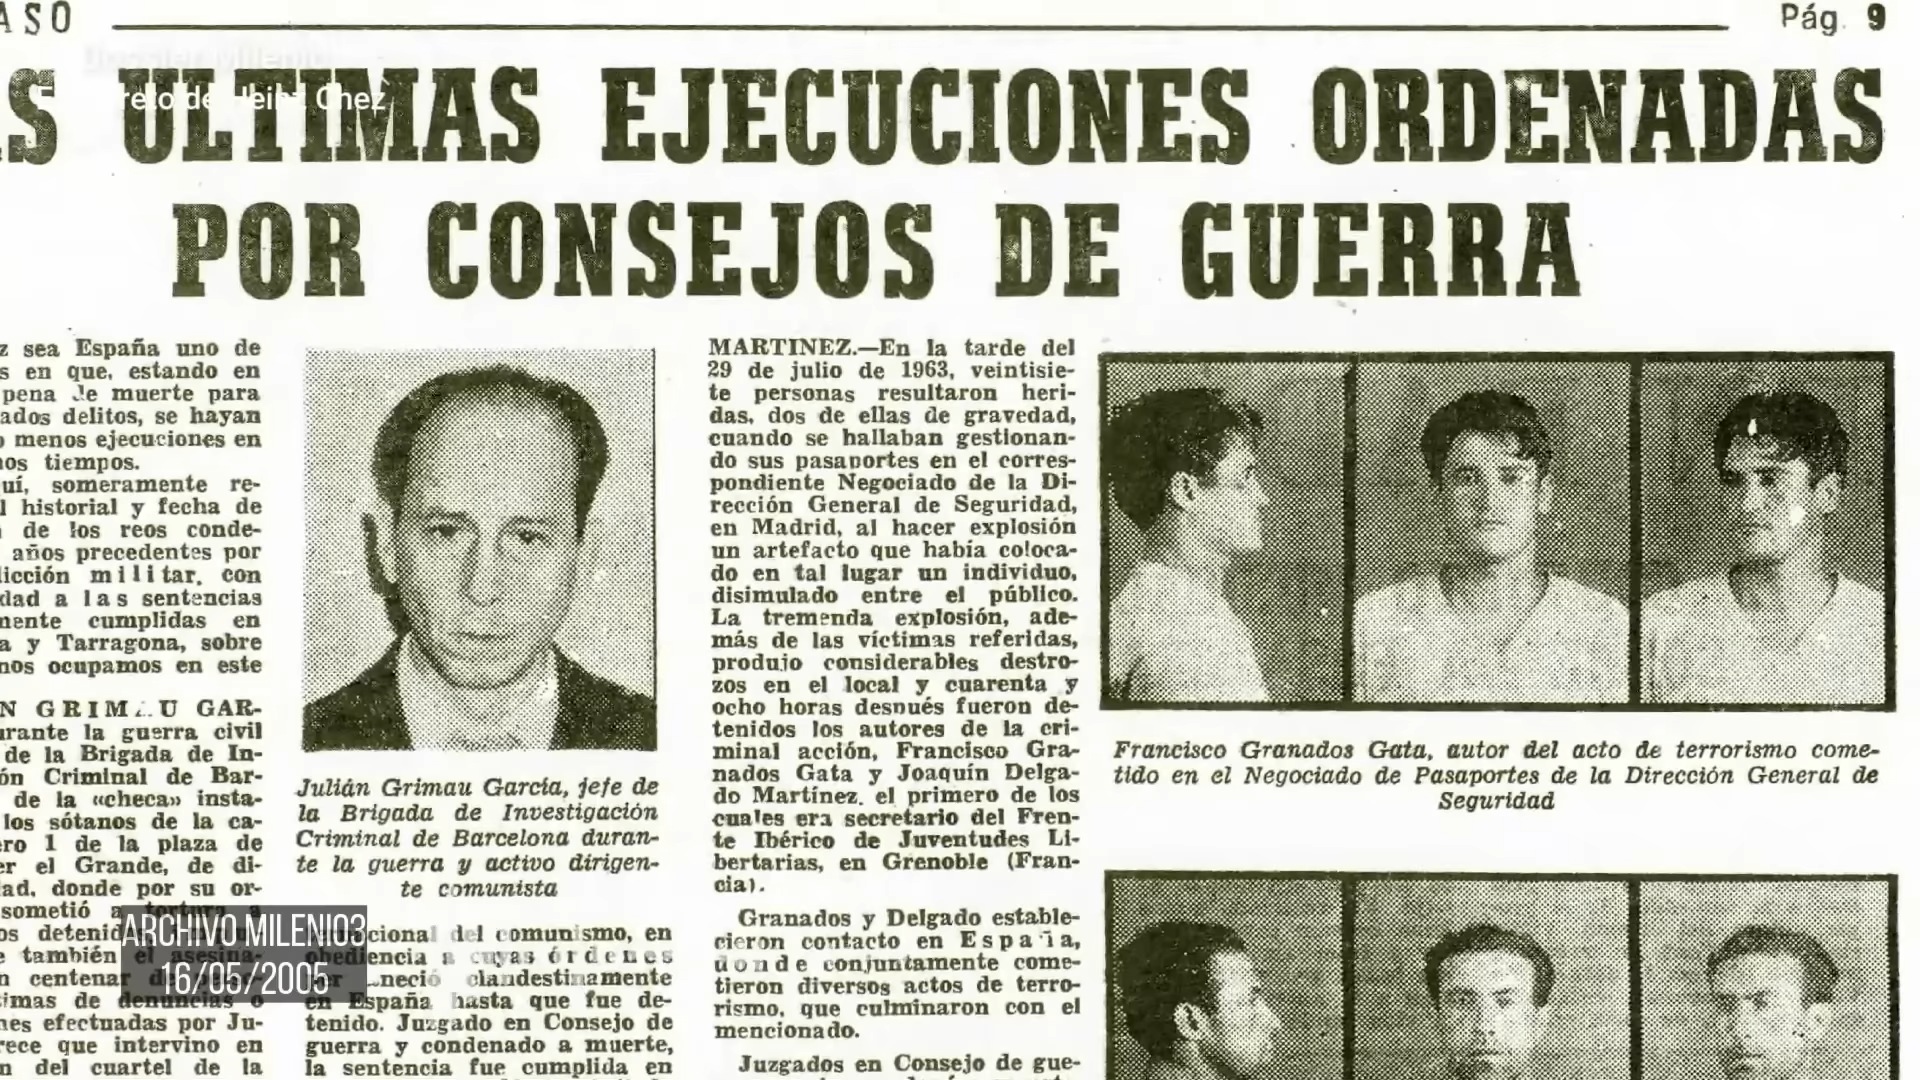 ASO
Pág. 9
S ULTIMAS EJECUCIONES ORDENADAS
POR CONSEJOS DE GUERRA
z sea España uno de
s en que, estando en
pena de muerte para
ados delitos, se hayan
o menos ejecuciones en
nos tiempos.
uí, someramente re-
l historial y fecha de
n de los reos conde-
años precedentes por
dicción militar, con
dad a las sentencias
mente cumplidas en
a y Tarragona, sobre
nos ocupamos en este
N GRIMAU GAR-
urante la guerra civil
de la Brigada de In-
ón Criminal de Bar-
de la «checa» insta-
los sótanos de la ca-
ero 1 de la plaza de
er el Grande, de di-
ad, donde por su or-
sometió a tortura a
os detenid
e también el asesina-
n centenar de
timas de denuncias o
nes efectuadas por Ju-
rece que intervino en
n del cuartel de la
Julián Grimau García, jefe de
la Brigada de Investigación
Criminal de Barcelona duran-
te la guerra y activo dirigen-
te comunista
cional del comunismo, en
obediencia a cuyas órdenes
neció clandestinamente
en España hasta que fue de-
tenido. Juzgado en Consejo de
guerra y condenado a muerte,
la sentencia fue cumplida en
MARTINEZ.—En la tarde del
29 de julio de 1963, veintisie-
te personas resultaron heri-
das, dos de ellas de gravedad,
cuando se hallaban gestionan-
do sus pasaportes en el corres-
pondiente Negociado de la Di-
rección General de Seguridad,
en Madrid, al hacer explosión
un artefacto que había coloca-
do en tal lugar un individuo,
disimulado entre el público.
La tremenda explosión, ade-
más de las víctimas referidas,
produjo considerables destro-
zos en el local y cuarenta y
ocho horas después fueron de-
tenidos los autores de la cri-
minal acción, Francisco Gra-
nados Gata y Joaquín Delga-
do Martínez, el primero de los
cuales era secretario del Fren-
te Ibérico de Juventudes Li-
bertarias, en Grenoble (Fran-
cia).
Granados y Delgado estable-
cieron contacto en España,
donde conjuntamente come-
tieron diversos actos de terro-
rismo, que culminaron con el
mencionado.
Juzgados en Consejo de gue-
Francisco Granados Gata, autor del acto de terrorismo come-
tido en el Negociado de Pasaportes de la Dirección General de
Seguridad
ARCHIVO MILENIO3
16/05/2005